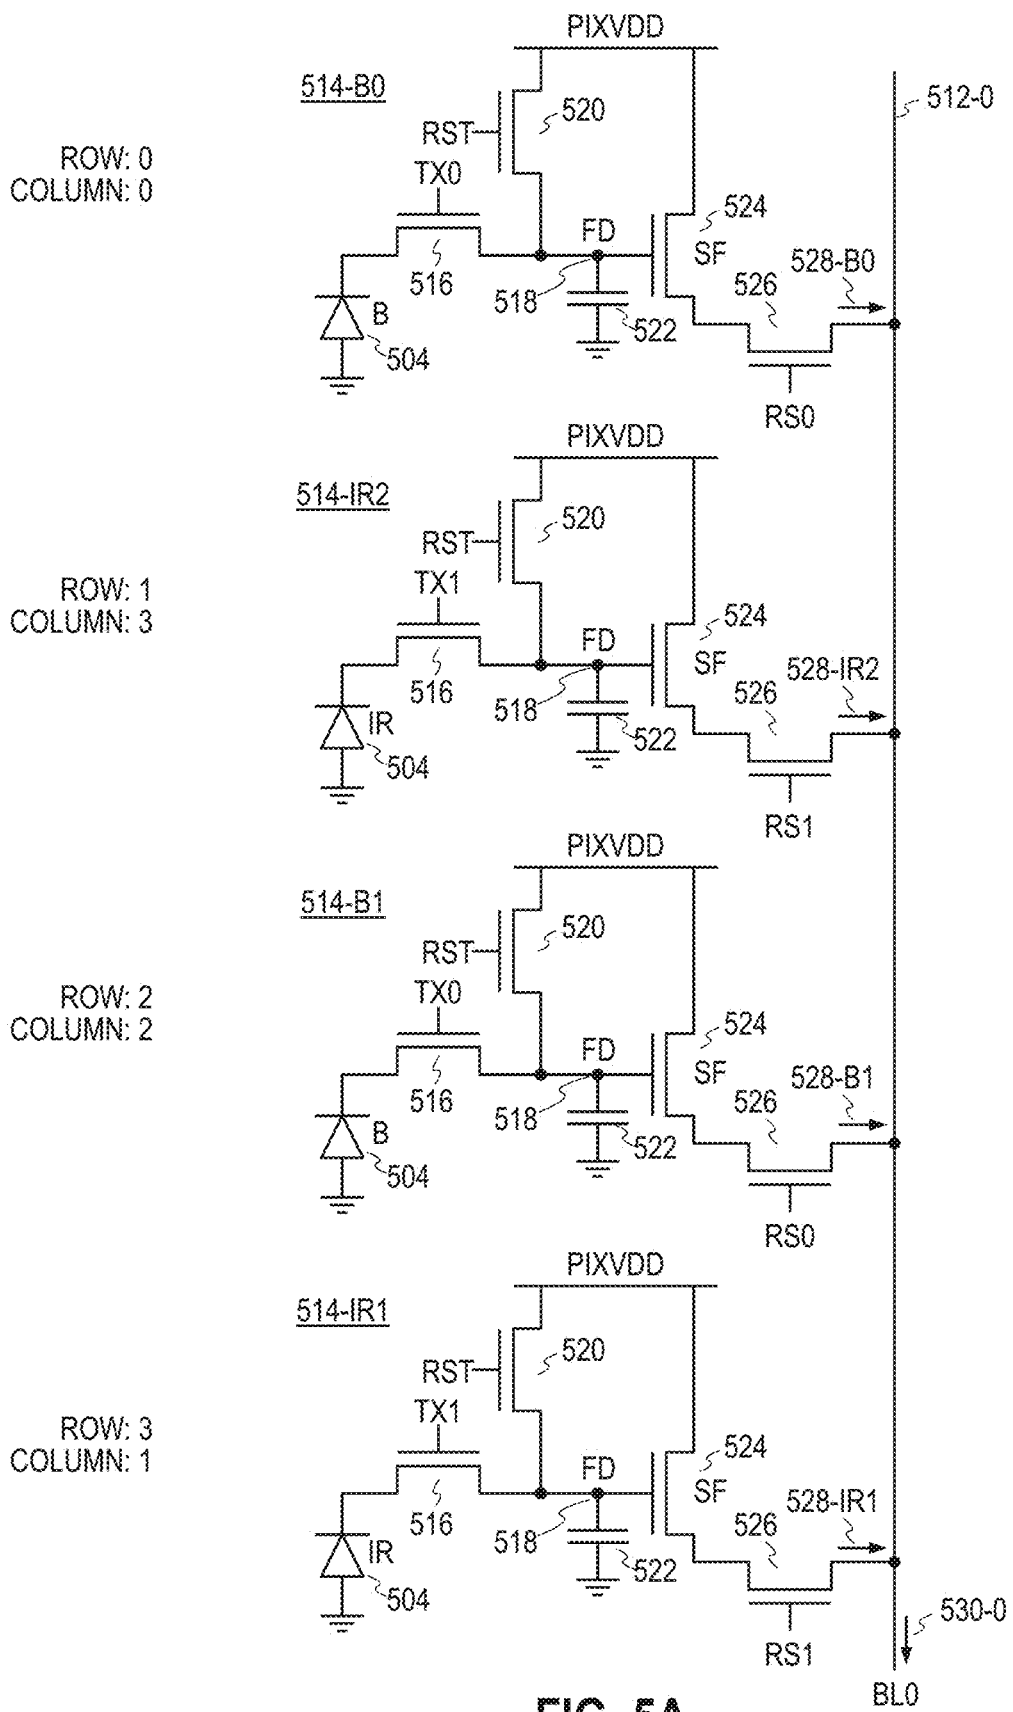 PIXVDD
514-B0
520
512-0
RST
ROW: 0
COLUMN: 0
TX0
FD
524
SF
516
518
526
528-B0
B
522
504
RS0
PIXVDD
514-IR2
520
RST
ROW: 1
COLUMN: 3
TX1
FD
524
SF
516
518
526
528-IR2
IR
522
504
RS1
PIXVDD
514-B1
520
RST
ROW: 2
COLUMN: 2
TX0
FD
524
SF
516
518
526
528-B1
B
522
504
RS0
PIXVDD
514-IR1
520
RST
ROW: 3
COLUMN: 1
TX1
FD
524
SF
516
518
526
528-IR1
IR
522
504
530-0
RS1
BL0
FIG. 5A